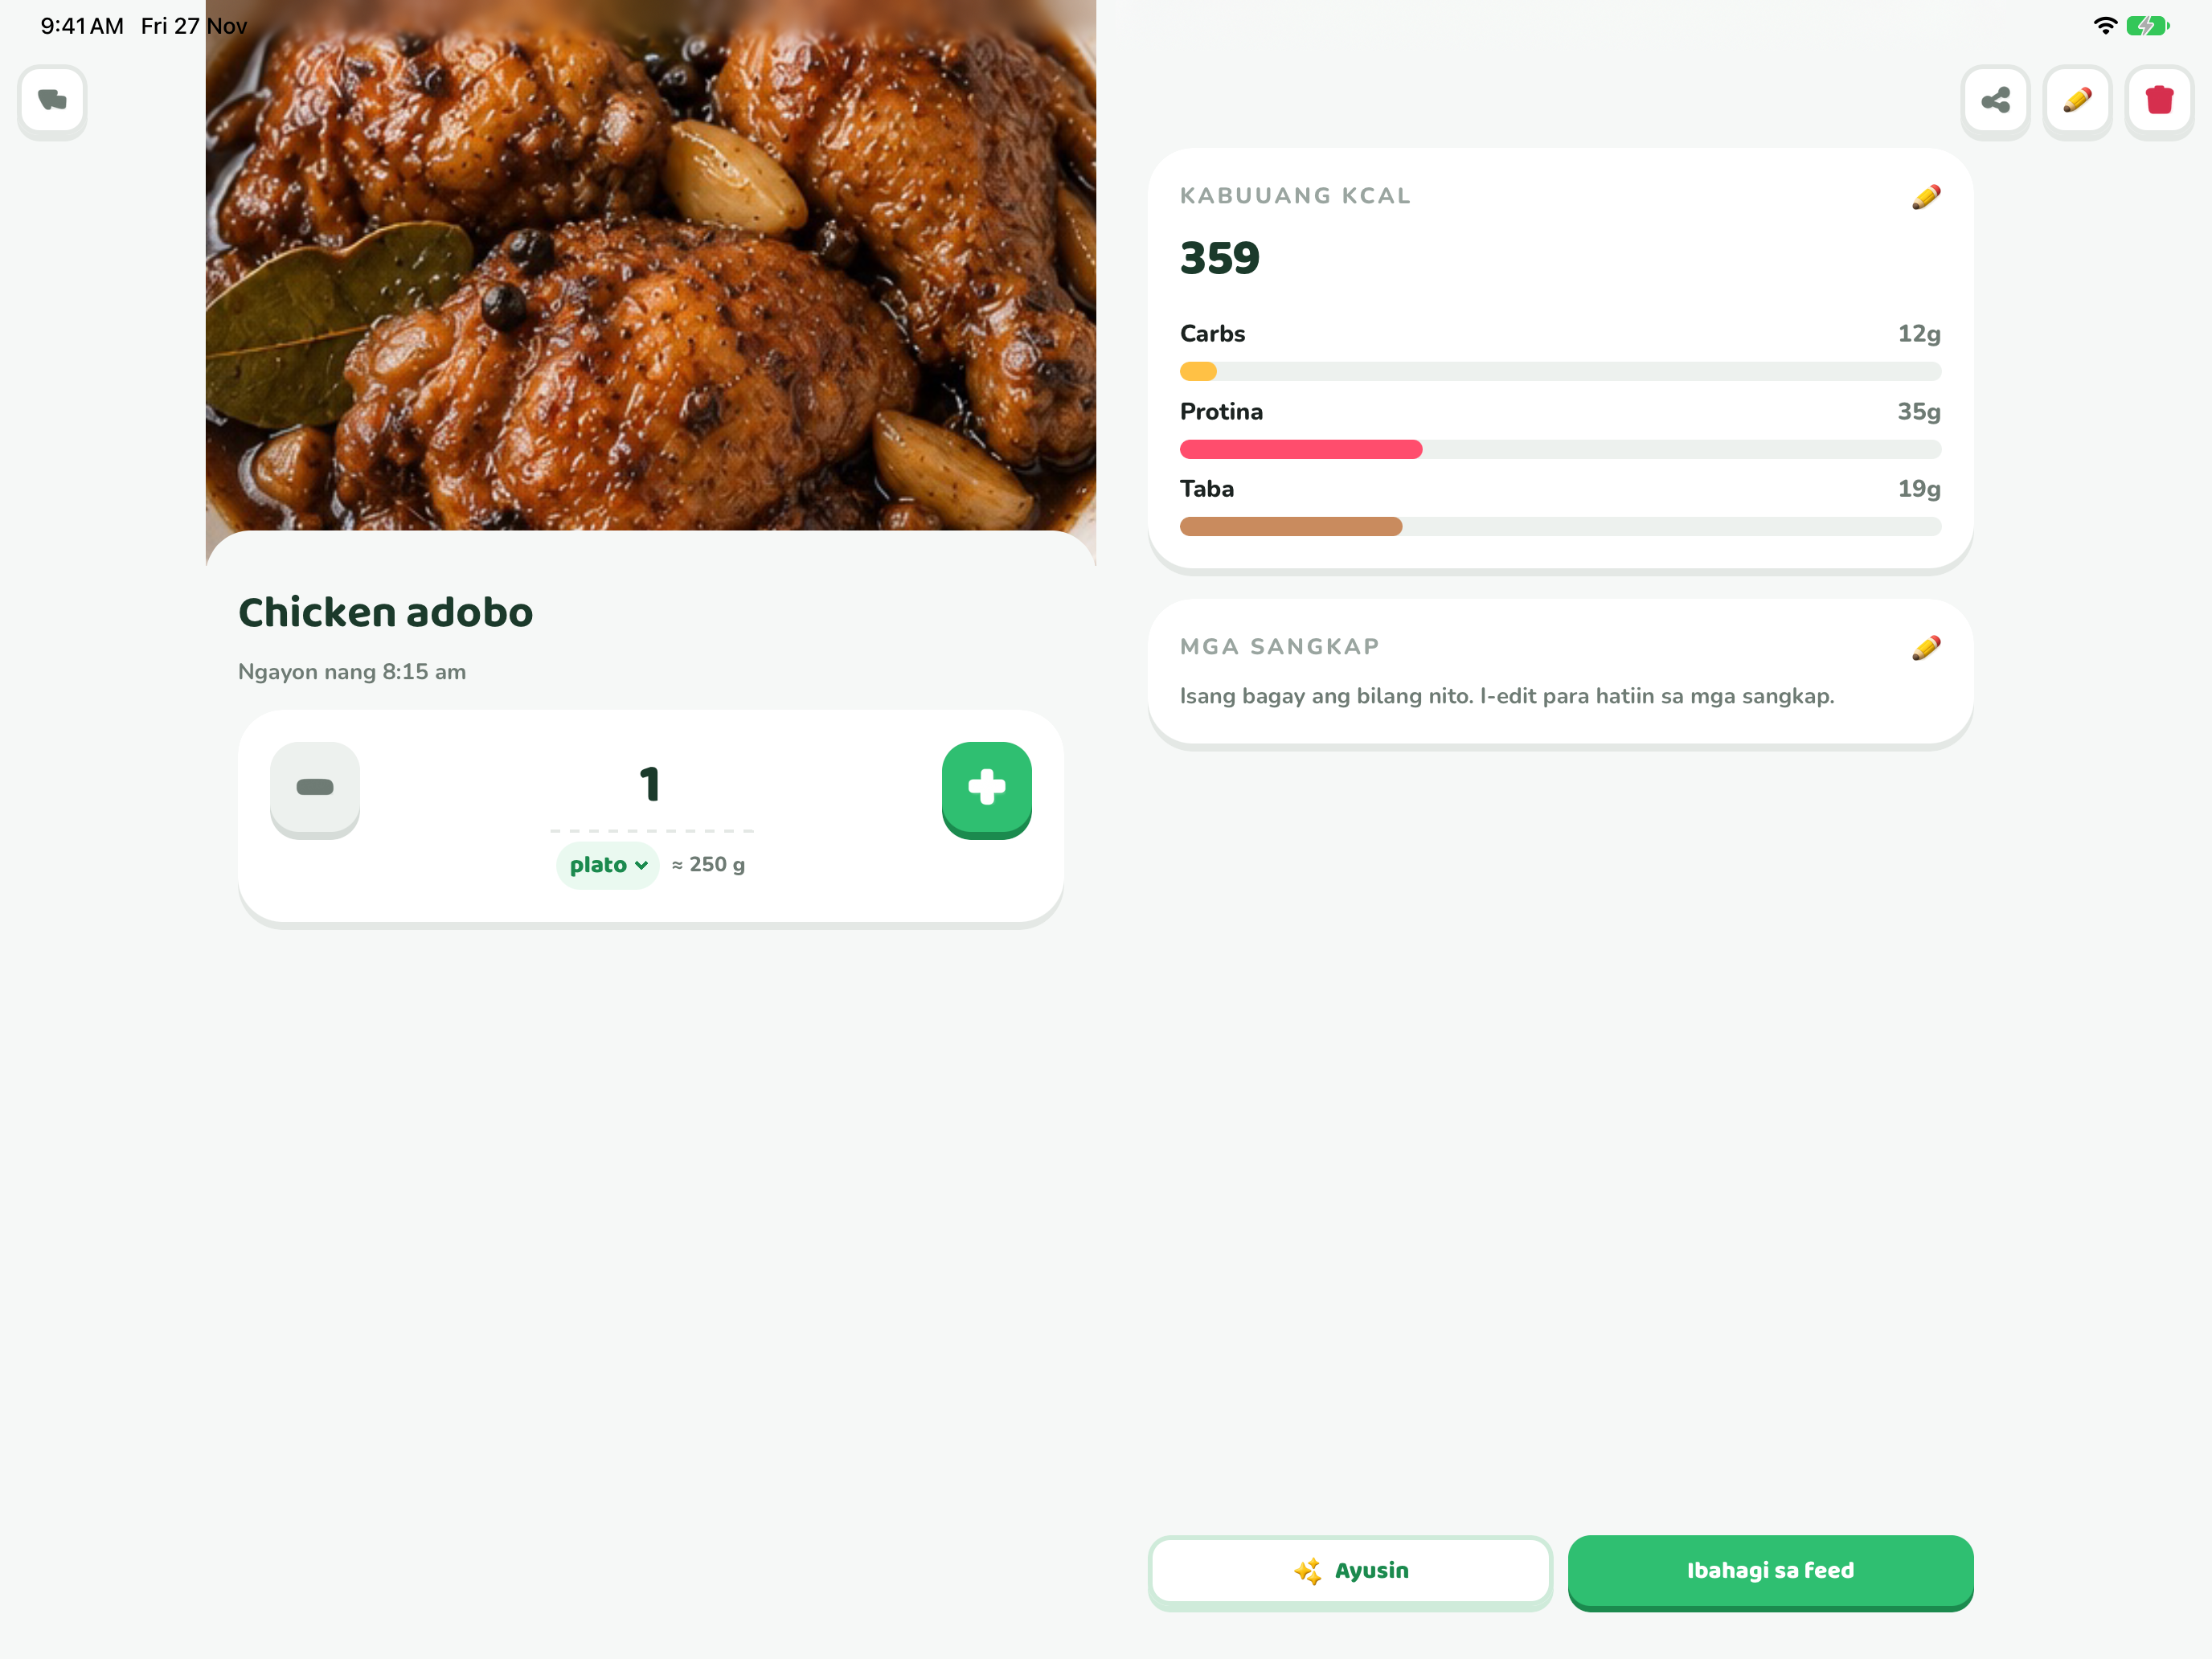 9:41 AM Fri 27 Nov
Chicken adobo
Ngayon nang 8:15 am
1
plato ≈ 250 g
KABUUANG KCAL
359
Carbs 12g
Protina 35g
Taba 19g
MGA SANGKAP
Isang bagay ang bilang nito. I-edit para hatiin sa mga sangkap.
Ayusin
Ibahagi sa feed